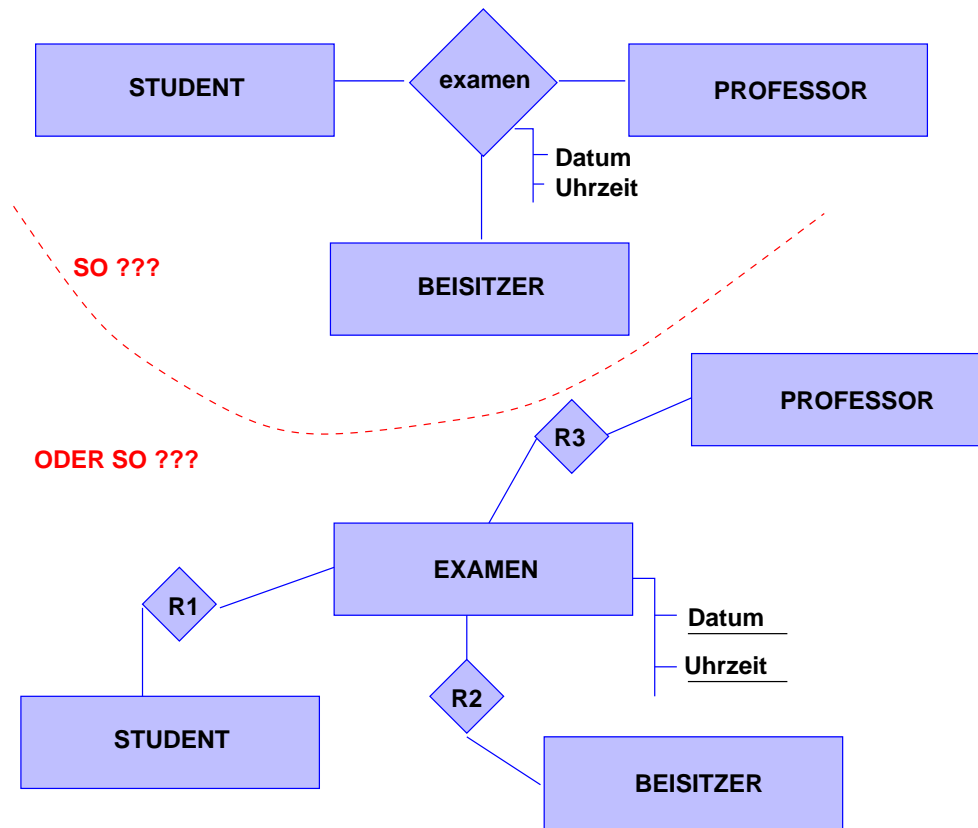 STUDENT
examen
PROFESSOR
Datum
Uhrzeit
SO ???
BEISITZER
PROFESSOR
R3
ODER SO ???
EXAMEN
R1
Datum
Uhrzeit
R2
STUDENT
BEISITZER